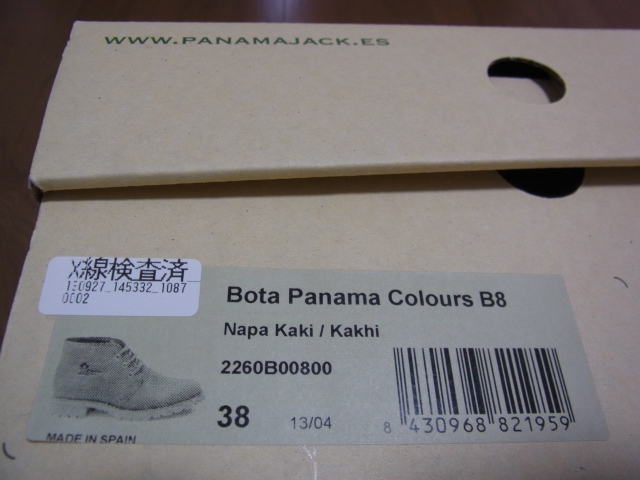 WWW.PANAMAJACK.ES
X線検査済
130927_145332_1087
0002
Bota Panama Colours B8
Napa Kaki / Kakhi
2260B00800
38 13/04
8 430968 821959
MADE IN SPAIN